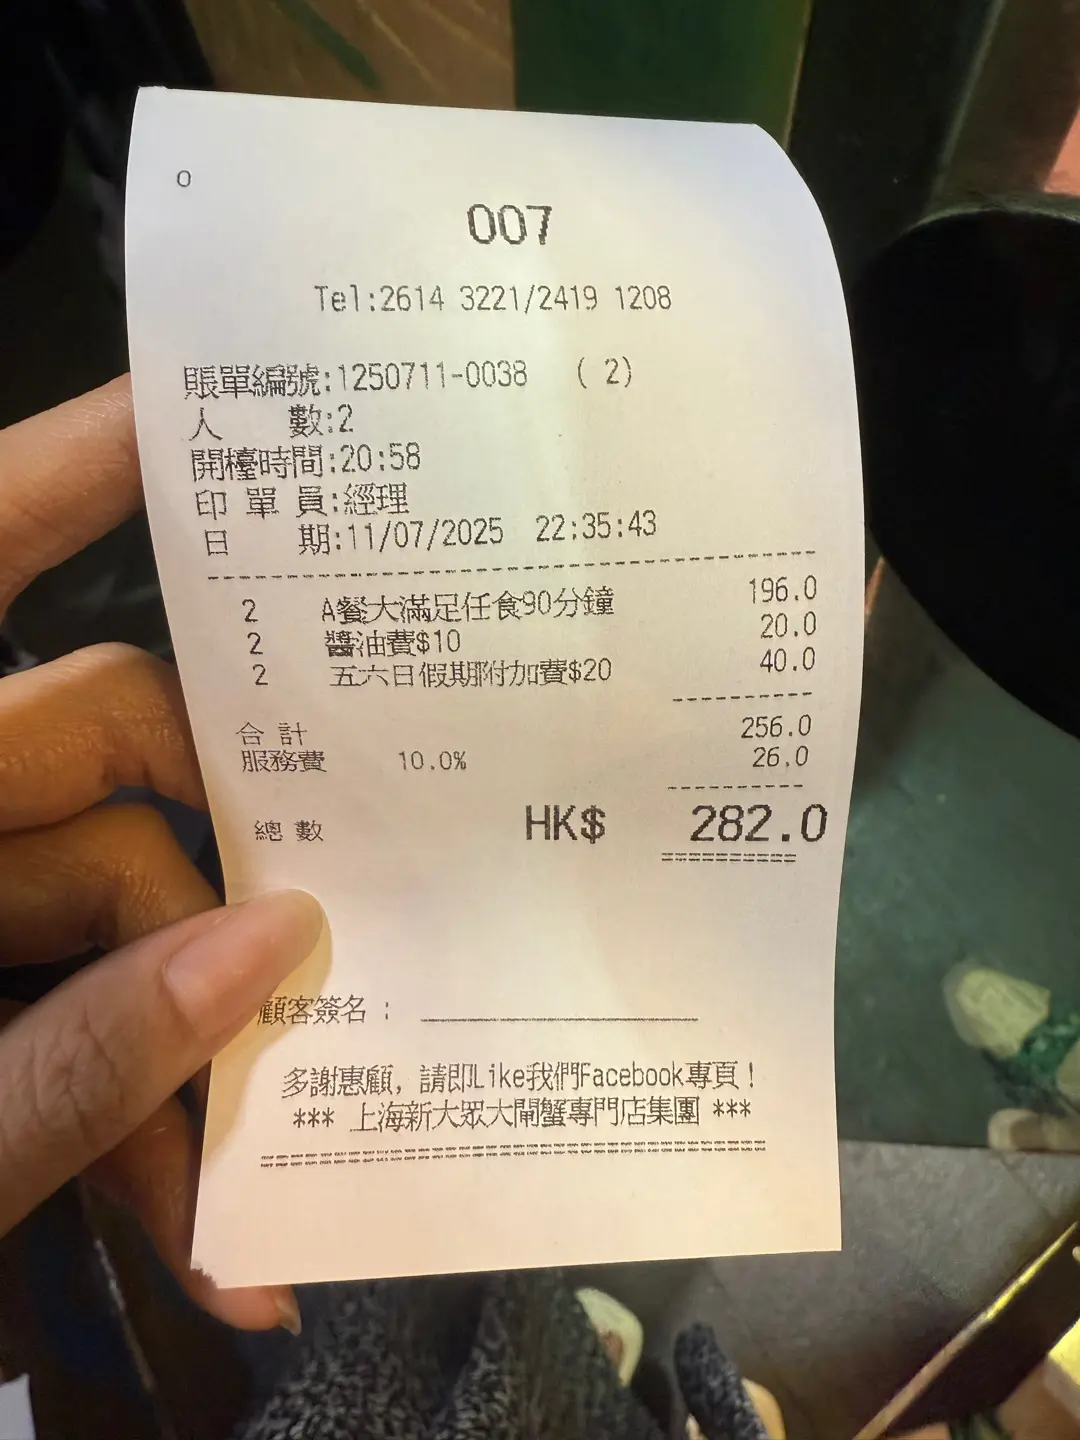 0
007
Tel:2614 3221/2419 1208
賬單編號:1250711-0038 ( 2)
人 數:2
開檯時間:20:58
印 單 員:經理
日 期:11/07/2025 22:35:43
2 A餐大滿足任食90分鐘 196.0
2 醬油費$10 20.0
2 五六日假期附加費$20 40.0
合 計 256.0
服務費 10.0% 26.0
總 數 HK$ 282.0
顧客簽名 :
多謝惠顧, 請即Like我們Facebook專頁!
*** 上海新大眾大閘蟹專門店集團 ***